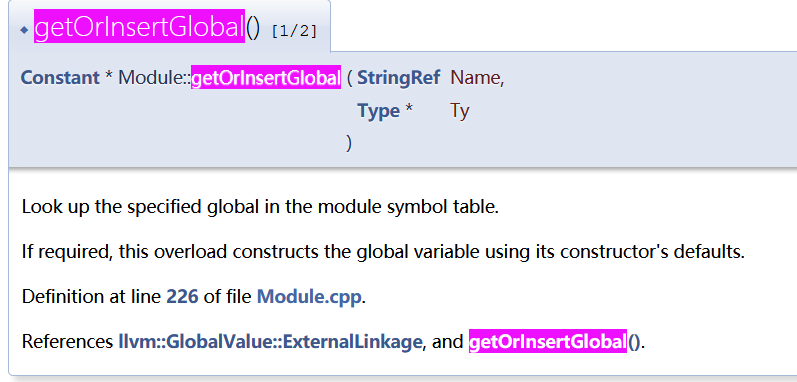 ◆ getOrInsertGlobal() [1/2]
Constant * Module::getOrInsertGlobal ( StringRef Name,
Type * Ty
)
Look up the specified global in the module symbol table.
If required, this overload constructs the global variable using its constructor's defaults.
Definition at line 226 of file Module.cpp.
References llvm::GlobalValue::ExternalLinkage, and getOrInsertGlobal().